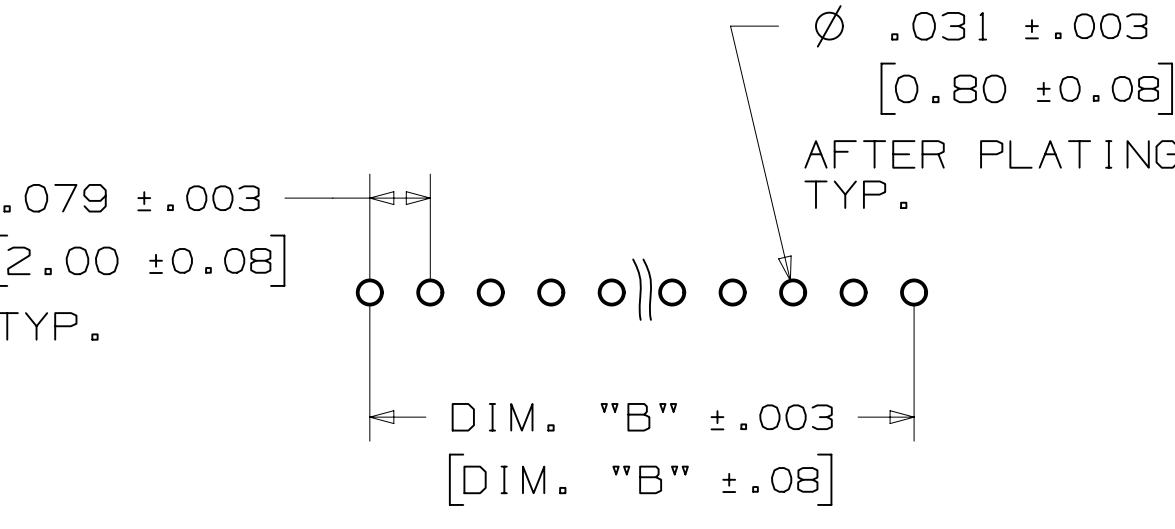 Ø .031 ±.003
[0.80 ±0.08]
AFTER PLATING
TYP.
.079 ±.003
[2.00 ±0.08]
TYP.
DIM. "B" ±.003
[DIM. "B" ±.08]